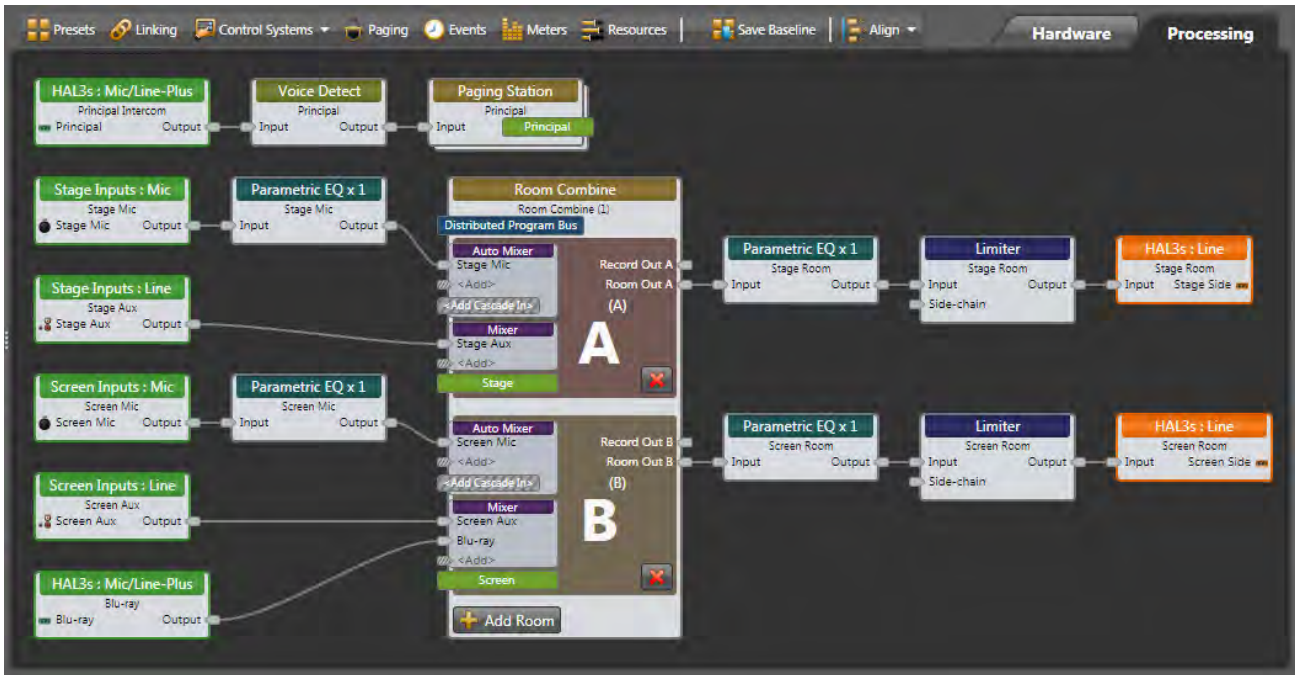 Presets Linking Control Systems Paging Events Meters Resources Save Baseline Align Hardware Processing
HAL3s : Mic/Line-Plus
Principal Intercom
Principal Output
Voice Detect
Principal
Input Output
Paging Station
Principal
Input Principal
Stage Inputs : Mic
Stage Mic
Stage Mic Output
Parametric EQ x 1
Stage Mic
Input Output
Stage Inputs : Line
Stage Aux
Stage Aux Output
Screen Inputs : Mic
Screen Mic
Screen Mic Output
Parametric EQ x 1
Screen Mic
Input Output
Screen Inputs : Line
Screen Aux
Screen Aux Output
HAL3s : Mic/Line-Plus
Blu-ray
Blu-ray Output
Room Combine
Room Combine (1)
Distributed Program Bus
Auto Mixer
Stage Mic Record Out A
<Add> Room Out A
<Add Cascade In> (A)
Mixer
Stage Aux
A
<Add>
Stage
Auto Mixer
Screen Mic Record Out B
<Add> Room Out B
<Add Cascade In> (B)
Mixer
Screen Aux
B
Blu-ray
<Add>
Screen
Add Room
Parametric EQ x 1
Stage Room
Input Output
Limiter
Stage Room
Input Output
Side-chain
HAL3s : Line
Stage Room
Input Stage Side
Parametric EQ x 1
Screen Room
Input Output
Limiter
Screen Room
Input Output
Side-chain
HAL3s : Line
Screen Room
Input Screen Side